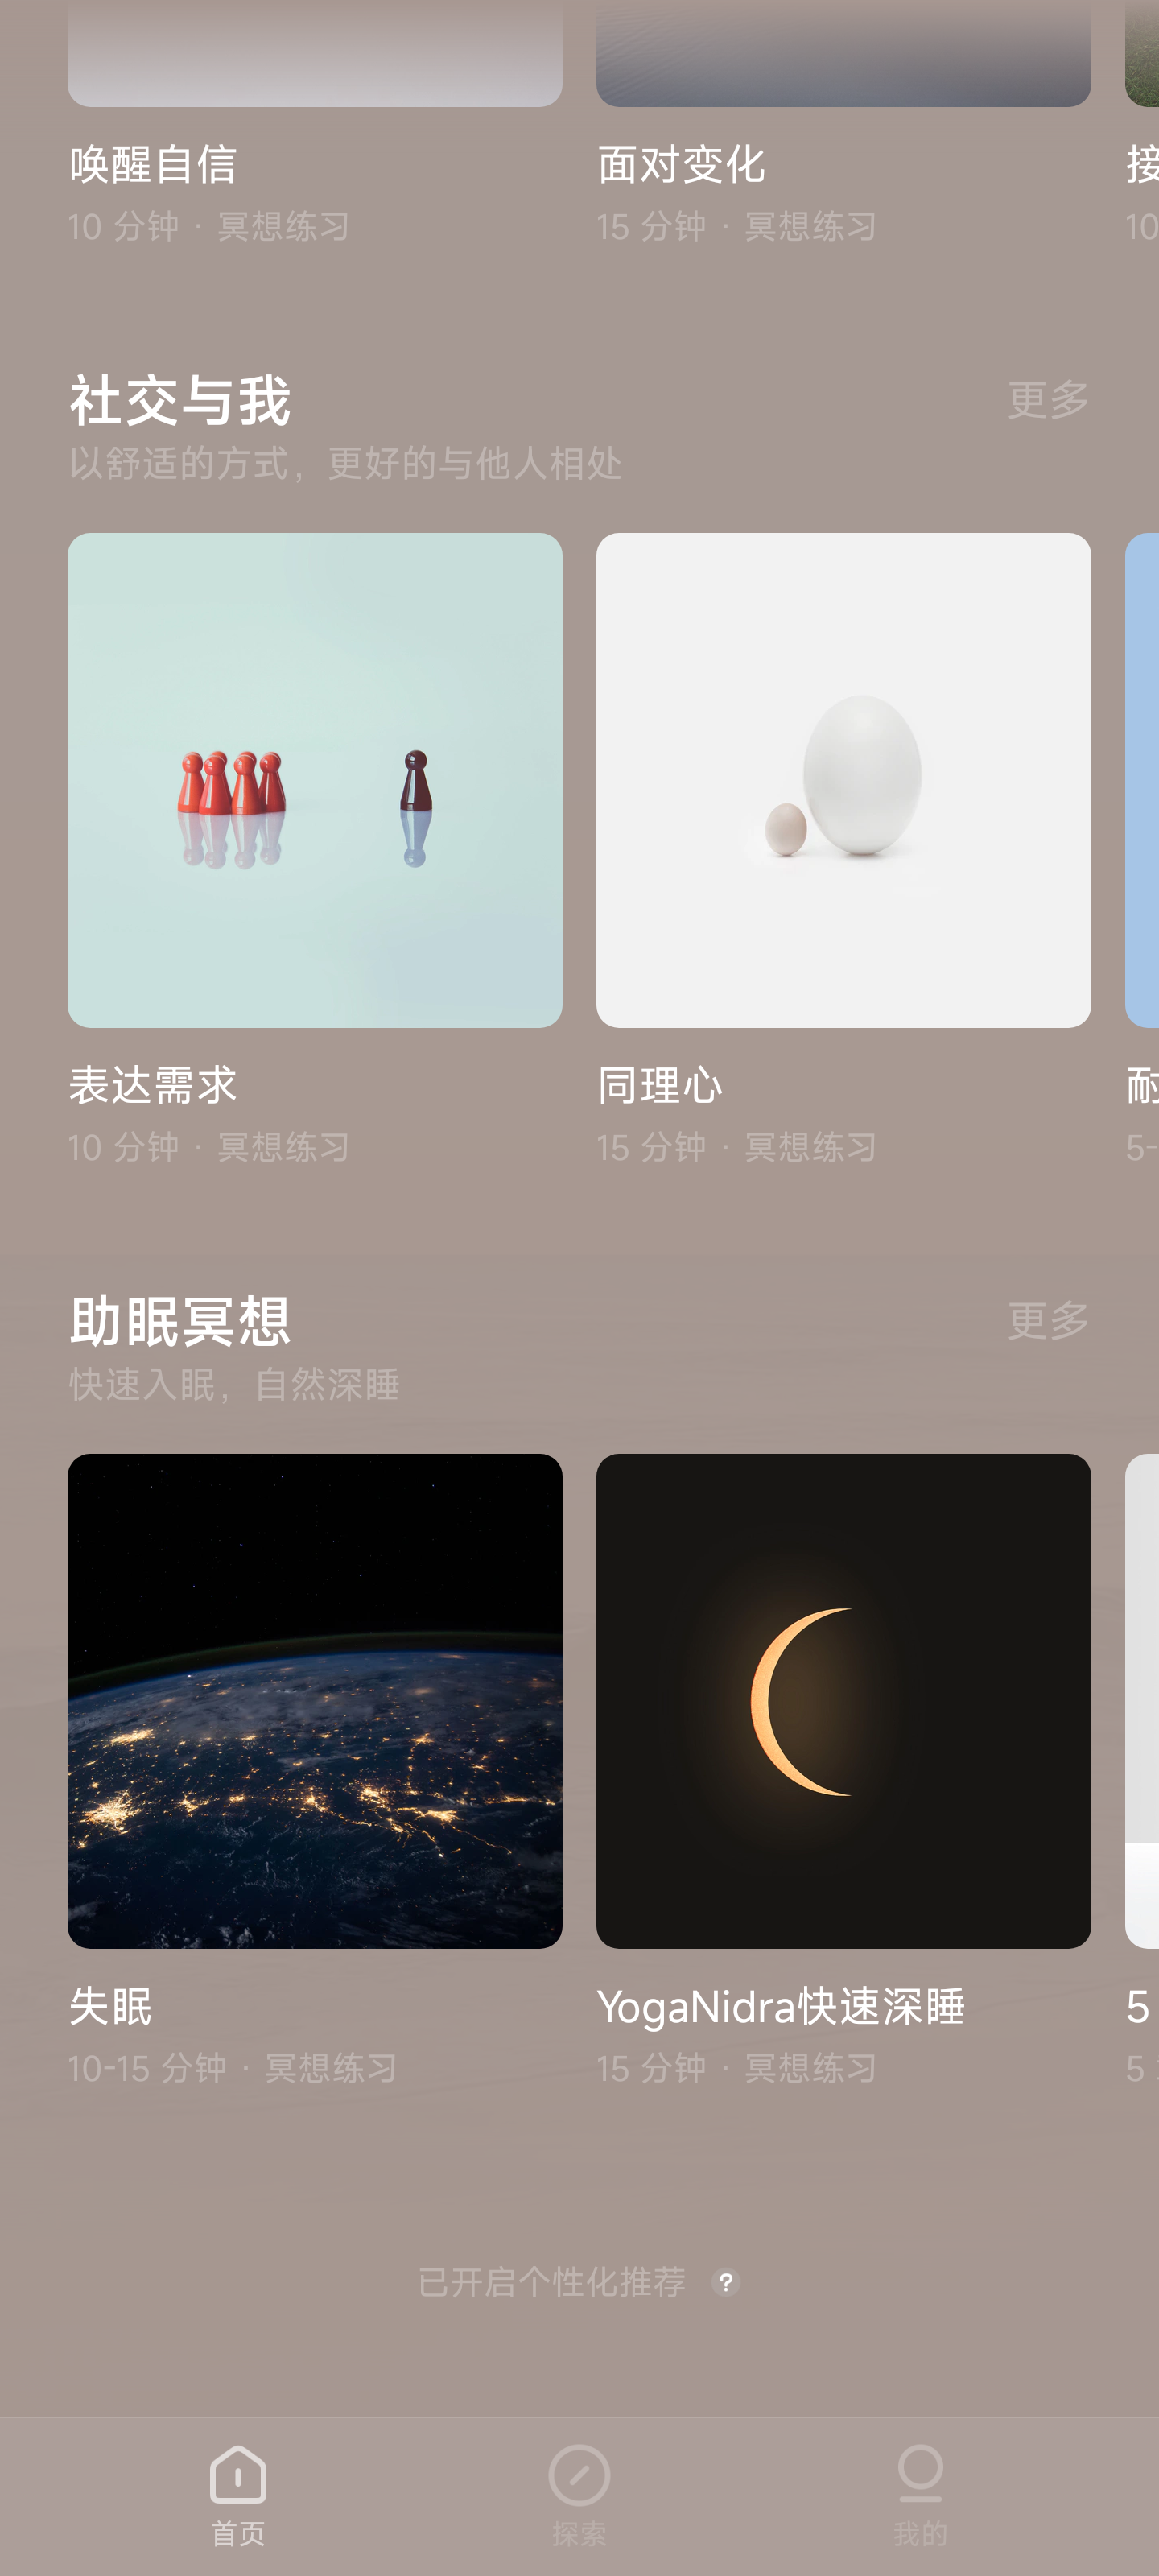 唤醒自信
面对变化
接
10 分钟 · 冥想练习
15 分钟 · 冥想练习
10
社交与我
更多
以舒适的方式，更好的与他人相处
表达需求
同理心
耐
10 分钟 · 冥想练习
15 分钟 · 冥想练习
5-
助眠冥想
更多
快速入眠，自然深睡
失眠
YogaNidra快速深睡
5
10-15 分钟 · 冥想练习
15 分钟 · 冥想练习
5
已开启个性化推荐 ?
首页
探索
我的